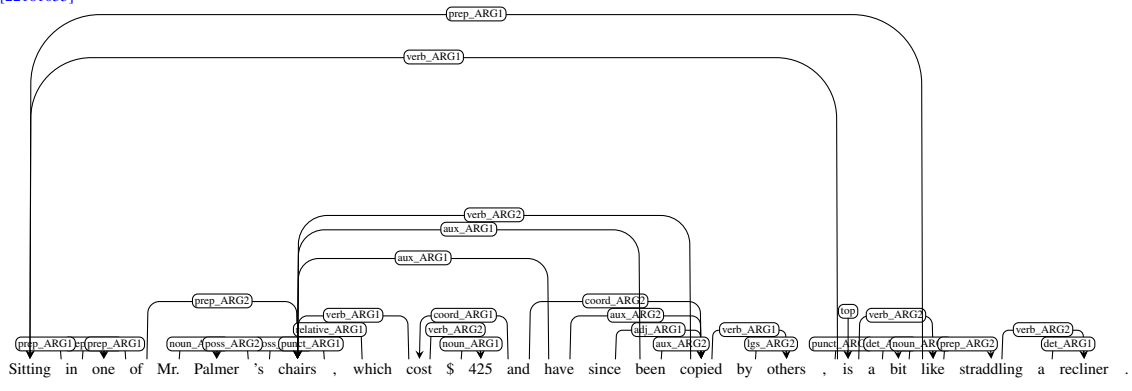 prep_ARG1
verb_ARG1
verb_ARG2
aux_ARG1
aux_ARG1
prep_ARG2 coord_ARG2
verb_ARG1 coord_ARG1 aux_ARG2 top verb_ARG2
relative_ARG1 verb_ARG2 adj_ARG1 verb_ARG1 verb_ARG2
prep_ARG1 prep_ARG1 poss_ARG2 punct_ARG1 noun_ARG1 aux_ARG2 lgs_ARG2 prep_ARG2 det_ARG1
Sitting in one of Mr. Palmer 's chairs , which cost $ 425 and have since been copied by others , is a bit like straddling a recliner .